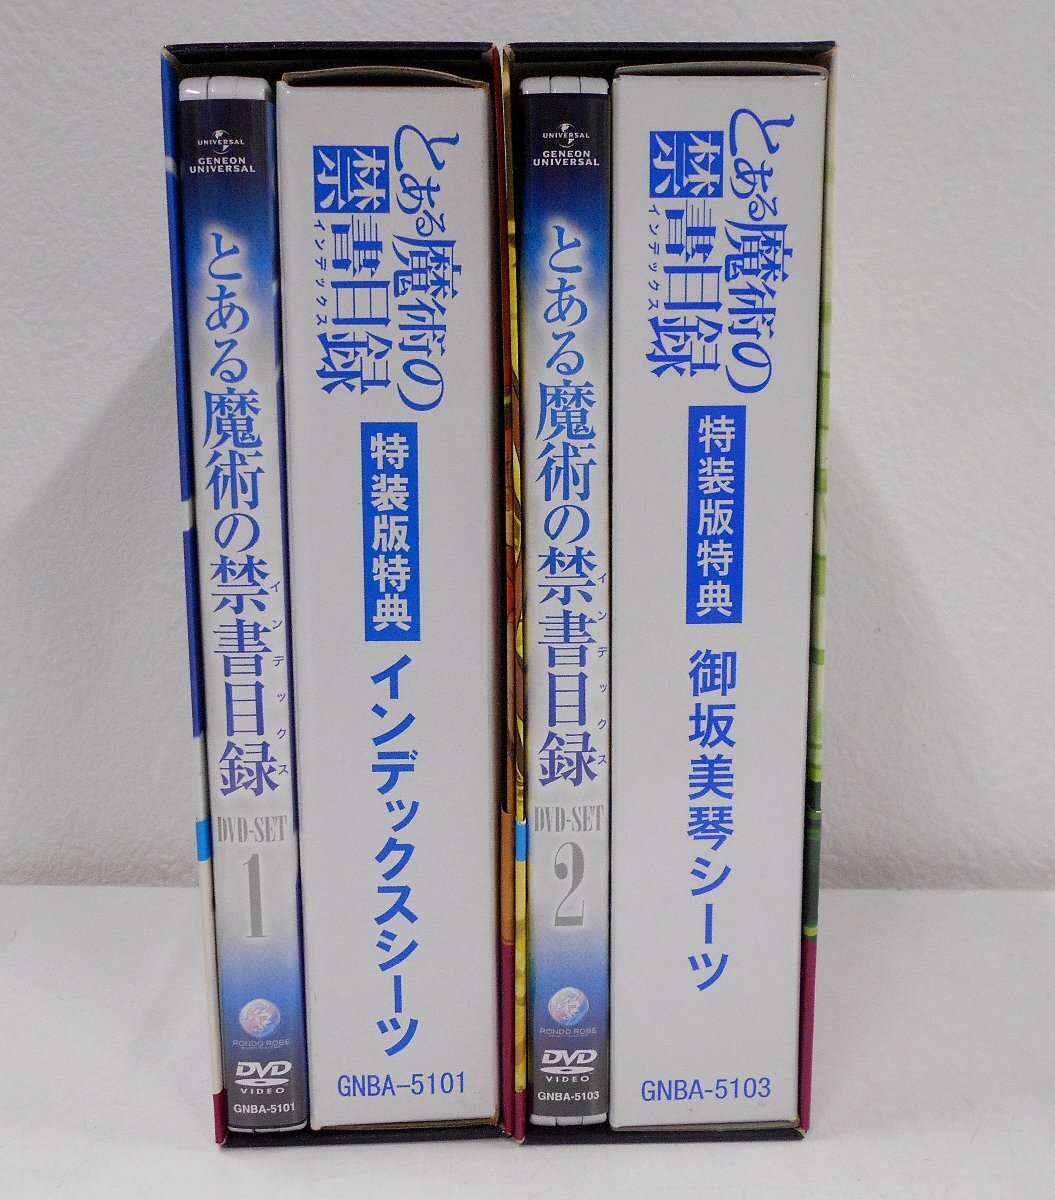 UNIVERSAL
GENEON
UNIVERSAL
とある魔術の禁書目録
インデックス
DVD-SET
1
RONDO ROBE
DVD
VIDEO
GNBA-5101
とある魔術の
禁書目録
インデックス
特装版特典
インデックスシーツ
GNBA-5101
UNIVERSAL
GENEON
UNIVERSAL
とある魔術の禁書目録
インデックス
DVD-SET
2
RONDO ROBE
DVD
VIDEO
GNBA-5103
とある魔術の
禁書目録
インデックス
特装版特典
御坂美琴シーツ
GNBA-5103